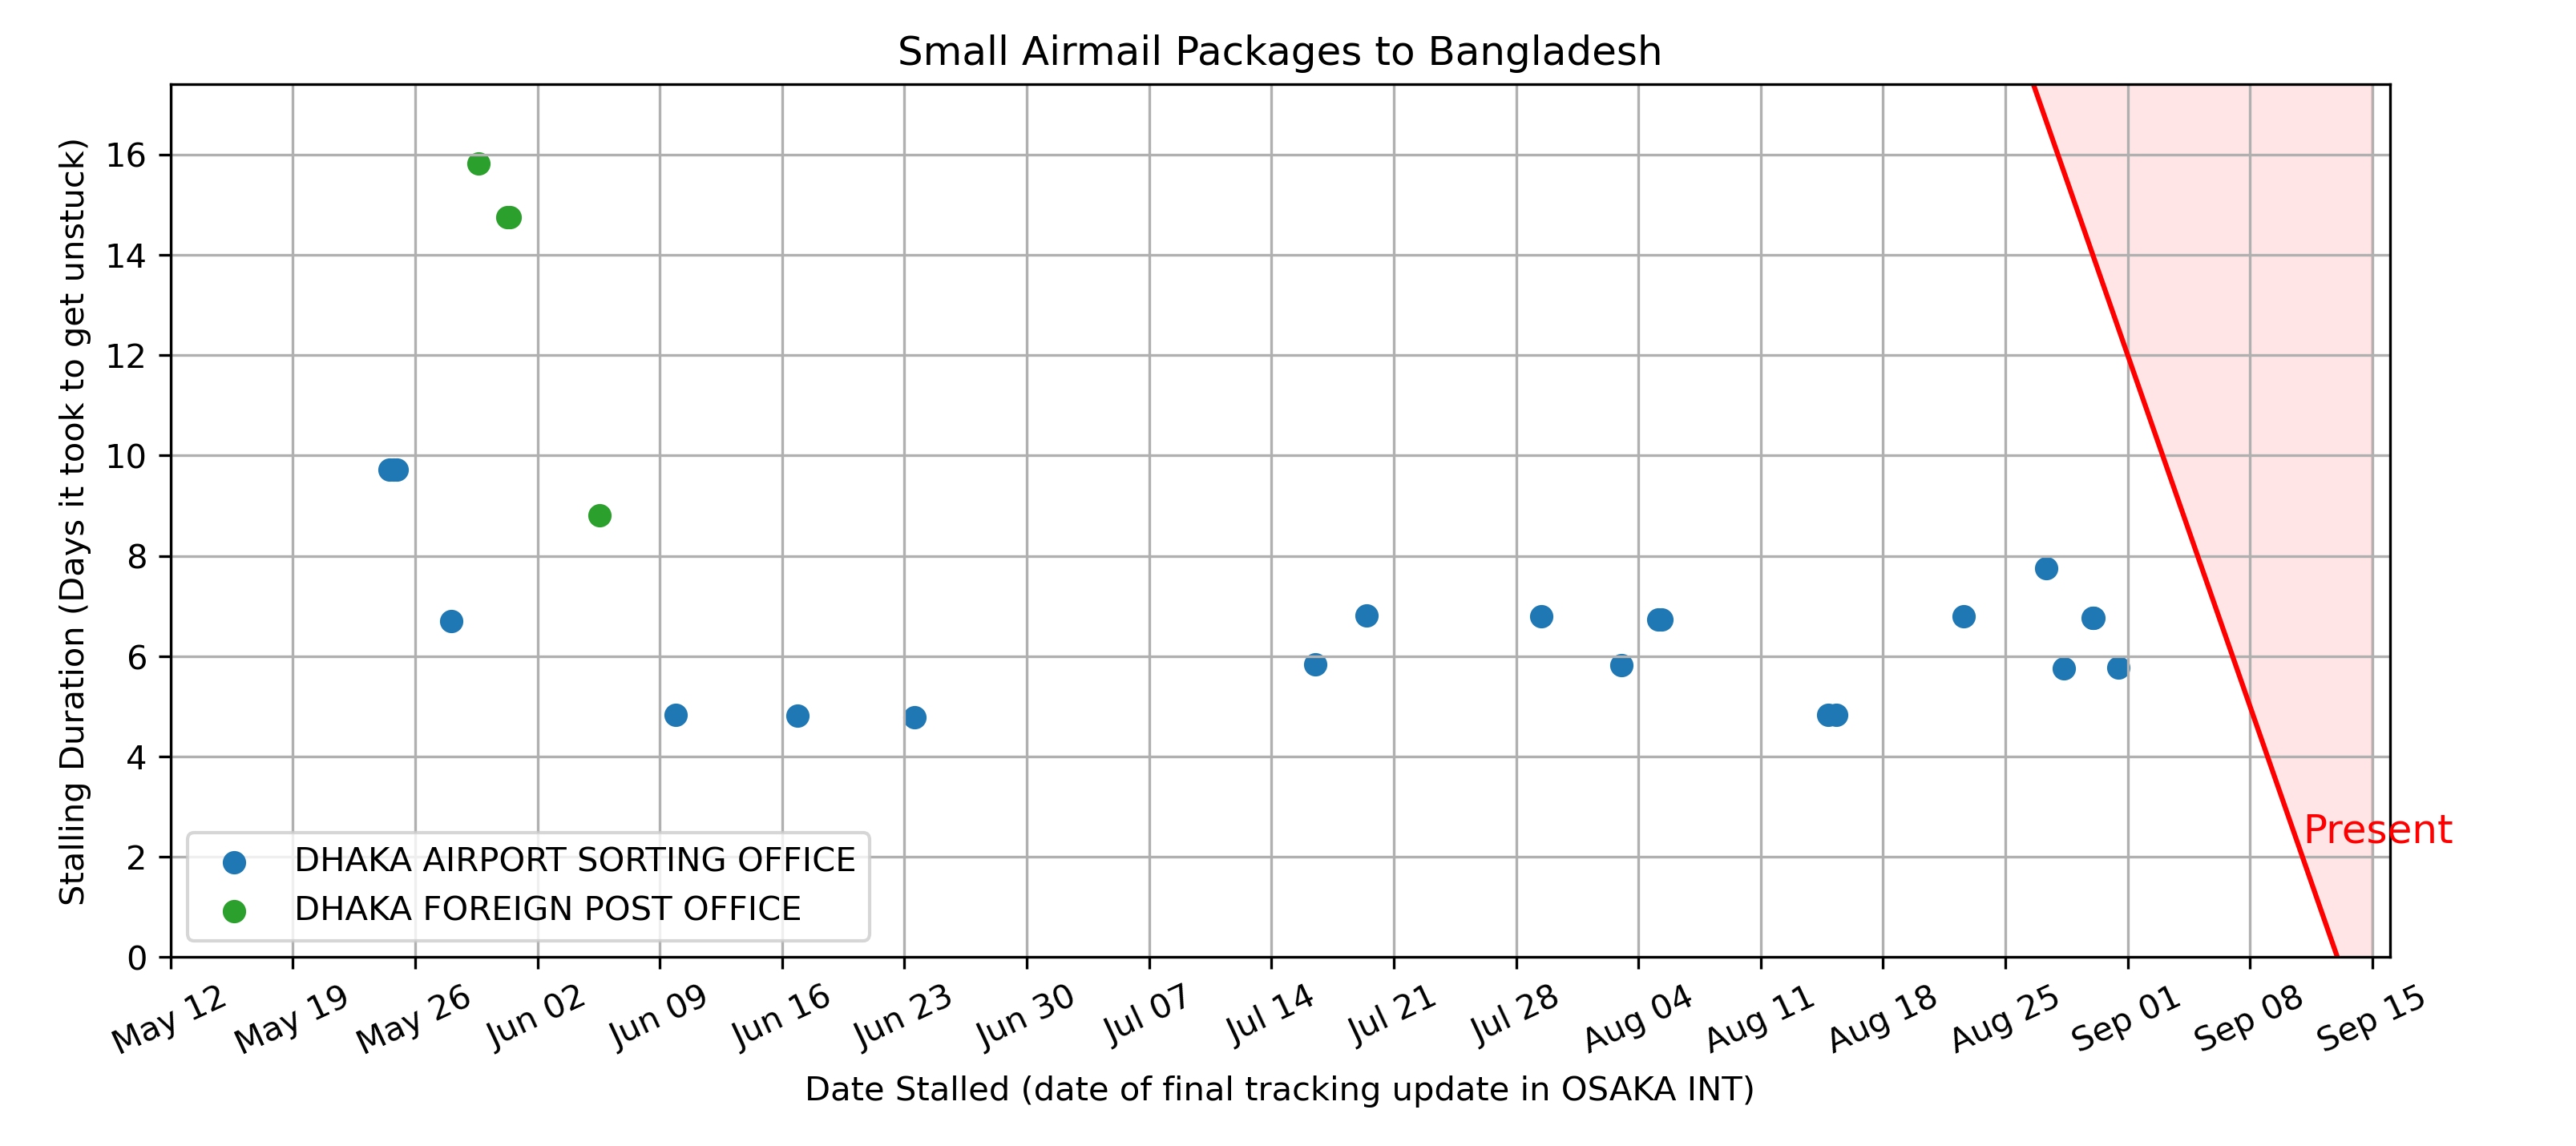 Small Airmail Packages to Bangladesh
Stalling Duration (Days it took to get unstuck)
16
14
12
10
8
6
4
2
0
Present
DHAKA AIRPORT SORTING OFFICE
DHAKA FOREIGN POST OFFICE
May 12
May 19
May 26
Jun 02
Jun 09
Jun 16
Jun 23
Jun 30
Jul 07
Jul 14
Jul 21
Jul 28
Aug 04
Aug 11
Aug 18
Aug 25
Sep 01
Sep 08
Sep 15
Date Stalled (date of final tracking update in OSAKA INT)